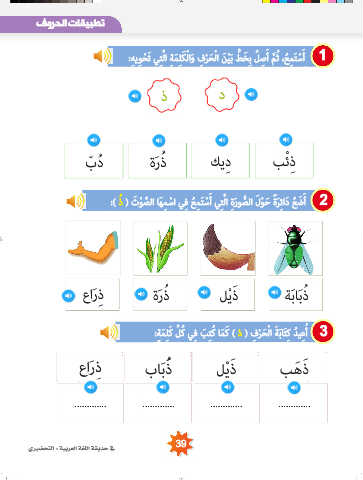 تطبيقات الحروف
1 أَسْتَمِعُ، ثُمَّ أَصِلُ بِخَطٍّ بَيْنَ الْحَرْفِ وَالْكَلِمَةِ الَّتِي تَحْوِيهِ:
د ذ
ذِئْب دِيك ذُرَة دُبّ
2 أَضَعُ دَائِرَةً حَوْلَ الصُّورَةِ الَّتِي أَسْتَمِعُ فِي اسْمِهَا الصَّوْتَ ( ذُ ):
ذُبَابَة ذَيْل ذُرَة ذِرَاع
3 أُعِيدُ كِتَابَةَ الْحَرْفِ ( ذ ) كَمَا كُتِبَ فِي كُلِّ كَلِمَةٍ:
ذَهَب ذَيْل ذُبَاب ذِرَاع
............ ............ ............ ............
39
في حديقة اللغة العربية - التحضيري